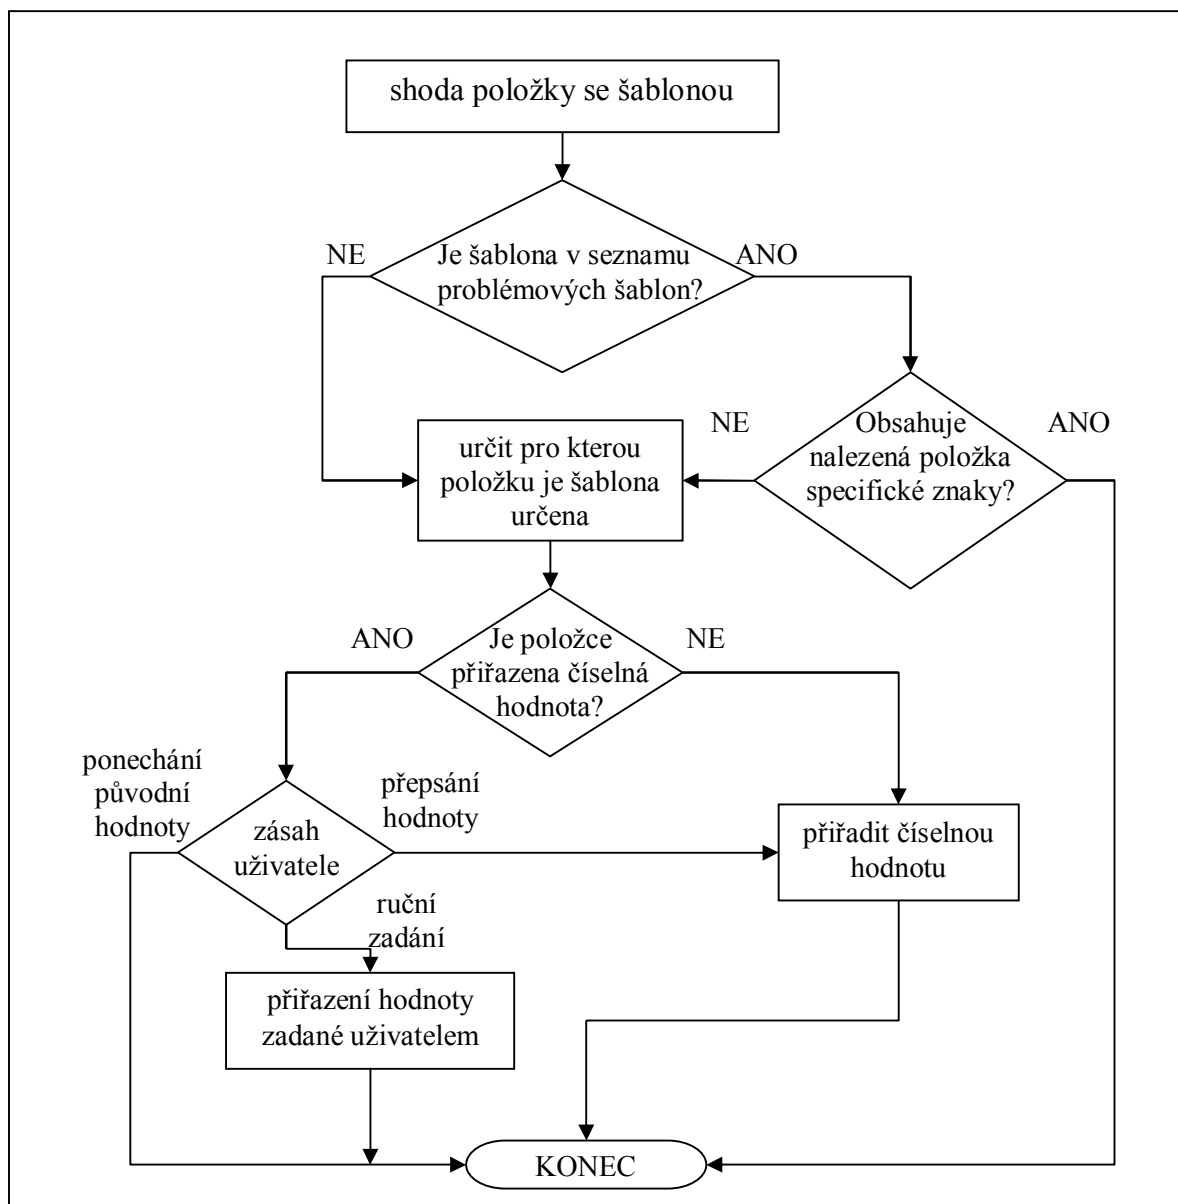 shoda položky se šablonou
NE
Je šablona v seznamu
problémových šablon?
ANO
NE
Obsahuje
nalezená položka
specifické znaky?
ANO
určit pro kterou
položku je šablona
určena
ANO
Je položce
přiřazena číselná
hodnota?
NE
ponechání
původní
hodnoty
zásah
uživatele
přepsání
hodnoty
přiřadit číselnou
hodnotu
ruční
zadání
přiřazení hodnoty
zadané uživatelem
KONEC